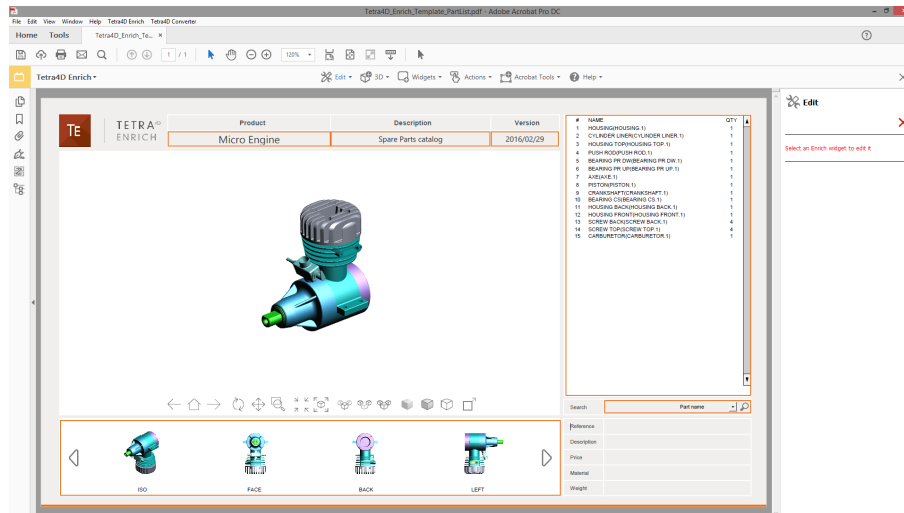 Tetra4D_Enrich_Template_PartList.pdf - Adobe Acrobat Pro DC
File Edit View Window Help Tetra4D Enrich Tetra4D Converter
Home Tools Tetra4D_Enrich_Te... ×
1 / 1 120%
Tetra4D Enrich Edit 3D Widgets Actions Acrobat Tools Help
Edit
Select an Enrich widget to edit it
TE TETRA4D ENRICH
Product Description Version
Micro Engine Spare Parts catalog 2016/02/29
# NAME QTY
1 HOUSING(HOUSING.1) 1
2 CYLINDER LINER(CYLINDER LINER.1) 1
3 HOUSING TOP(HOUSING TOP.1) 1
4 PUSH ROD(PUSH ROD.1) 1
5 BEARING PR DW(BEARING PR DW.1) 1
6 BEARING PR UP(BEARING PR UP.1) 1
7 AXE(AXE.1) 1
8 PISTON(PISTON.1) 1
9 CRANKSHAFT(CRANKSHAFT.1) 1
10 BEARING CS(BEARING CS.1) 1
11 HOUSING BACK(HOUSING BACK.1) 1
12 HOUSING FRONT(HOUSING FRONT.1) 1
13 SCREW BACK(SCREW BACK.1) 4
14 SCREW TOP(SCREW TOP.1) 4
15 CARBURETOR(CARBURETOR.1) 1
Search Part name
Reference
Description
Price
Material
Weight
ISO FACE BACK LEFT